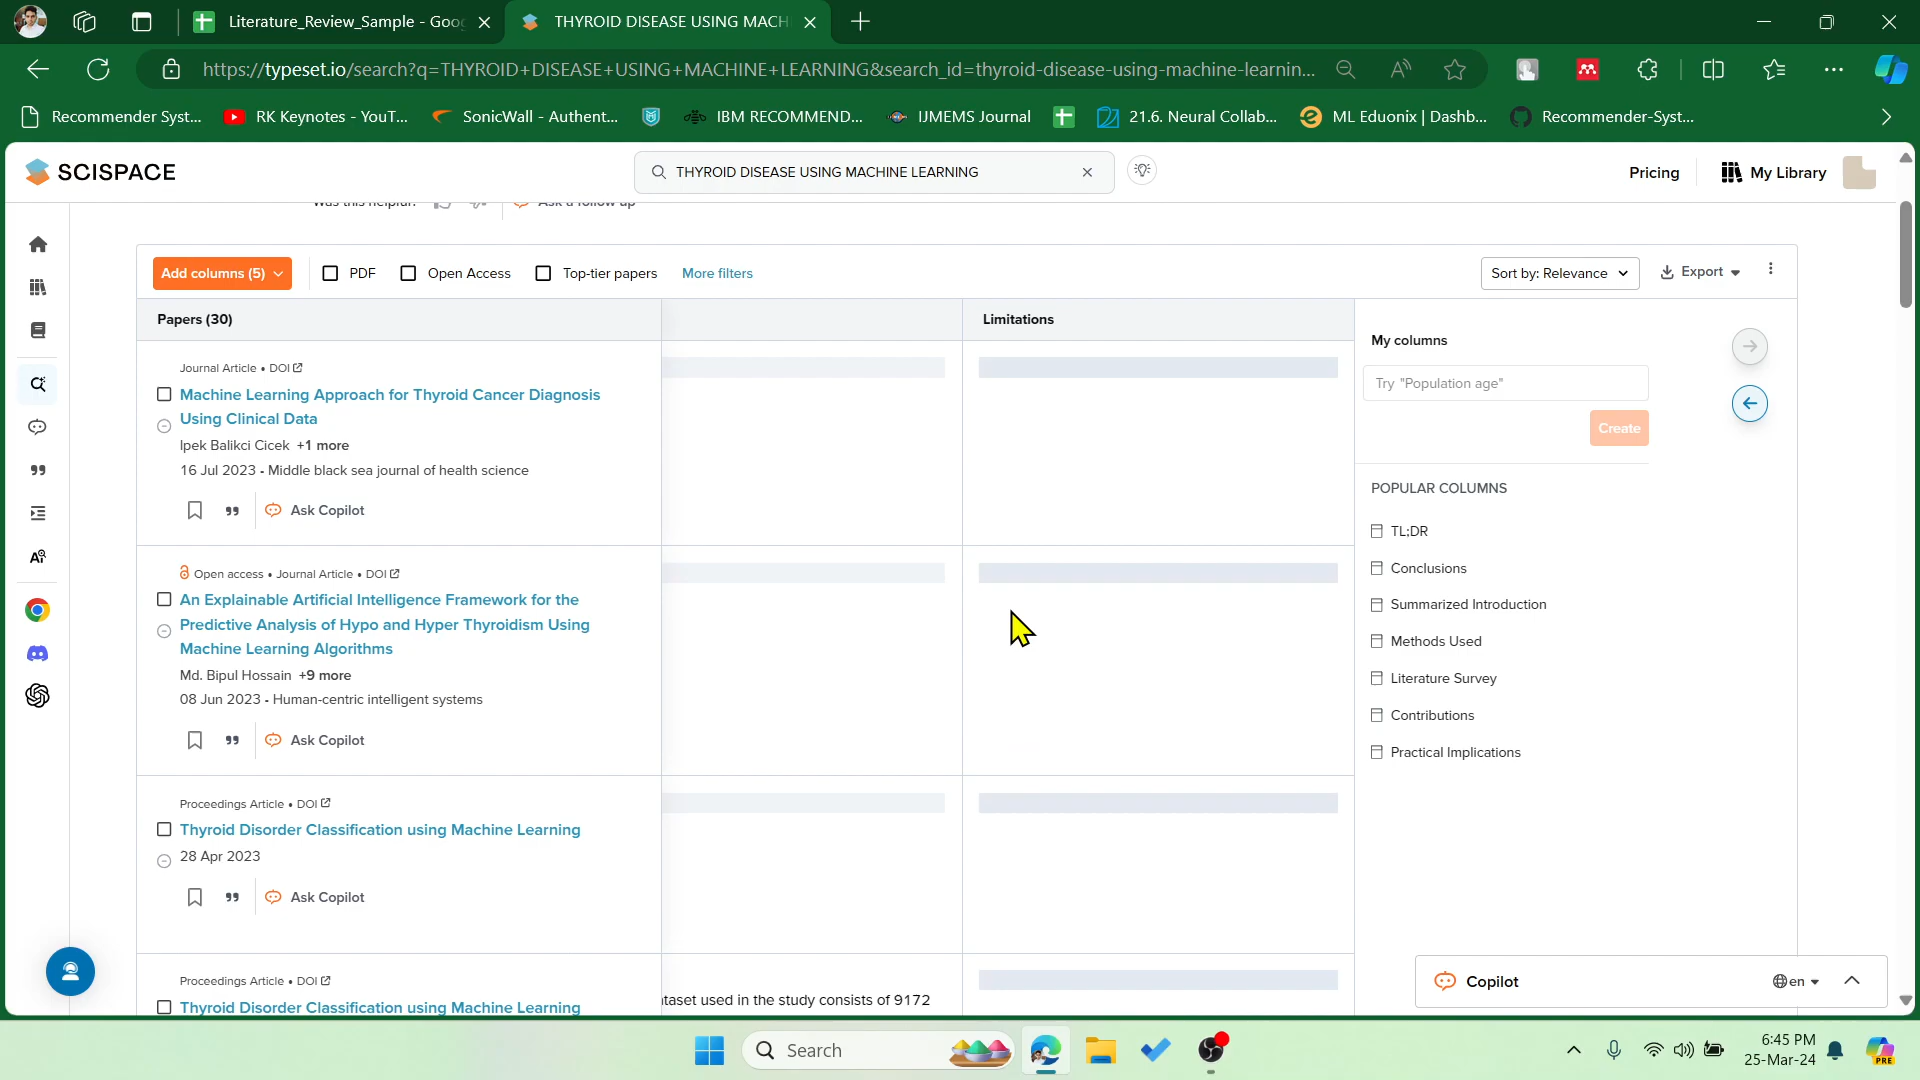 Literature_Review_Sample - Goo
THYROID DISEASE USING MACH
https://typeset.io/search?q=THYROID+DISEASE+USING+MACHINE+LEARNING&search_id=thyroid-disease-using-machine-learnin...
Recommender Syst...
RK Keynotes - YouT...
SonicWall - Authent...
IBM RECOMMEND...
IJMEMS Journal
21.6. Neural Collab...
ML Eduonix | Dashb...
Recommender-Syst...
SCISPACE
THYROID DISEASE USING MACHINE LEARNING
Pricing
My Library
Was this helpful?
Ask a follow up
Add columns (5)
PDF
Open Access
Top-tier papers
More filters
Sort by: Relevance
Export
Papers (30)
Limitations
My columns
Try "Population age"
Create
POPULAR COLUMNS
TL;DR
Conclusions
Summarized Introduction
Methods Used
Literature Survey
Contributions
Practical Implications
Journal Article • DOI
Machine Learning Approach for Thyroid Cancer Diagnosis
Using Clinical Data
Ipek Balikci Cicek +1 more
16 Jul 2023 - Middle black sea journal of health science
Ask Copilot
Open access • Journal Article • DOI
An Explainable Artificial Intelligence Framework for the
Predictive Analysis of Hypo and Hyper Thyroidism Using
Machine Learning Algorithms
Md. Bipul Hossain +9 more
08 Jun 2023 - Human-centric intelligent systems
Ask Copilot
Proceedings Article • DOI
Thyroid Disorder Classification using Machine Learning
28 Apr 2023
Ask Copilot
Proceedings Article • DOI
Thyroid Disorder Classification using Machine Learning
taset used in the study consists of 9172
Copilot
en
Search
6:45 PM
25-Mar-24
PRE